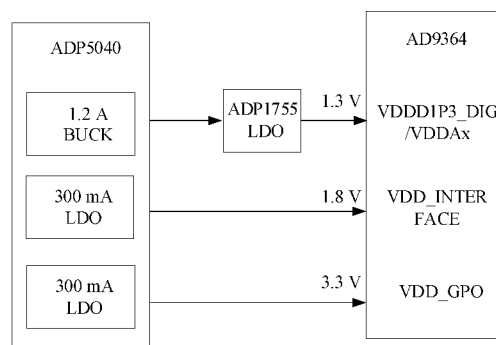 ADP5040
AD9364
1.2 A
BUCK
ADP1755
LDO
1.3 V
VDDD1P3_DIG
/VDDAx
300 mA
LDO
1.8 V
VDD_INTER
FACE
300 mA
LDO
3.3 V
VDD_GPO